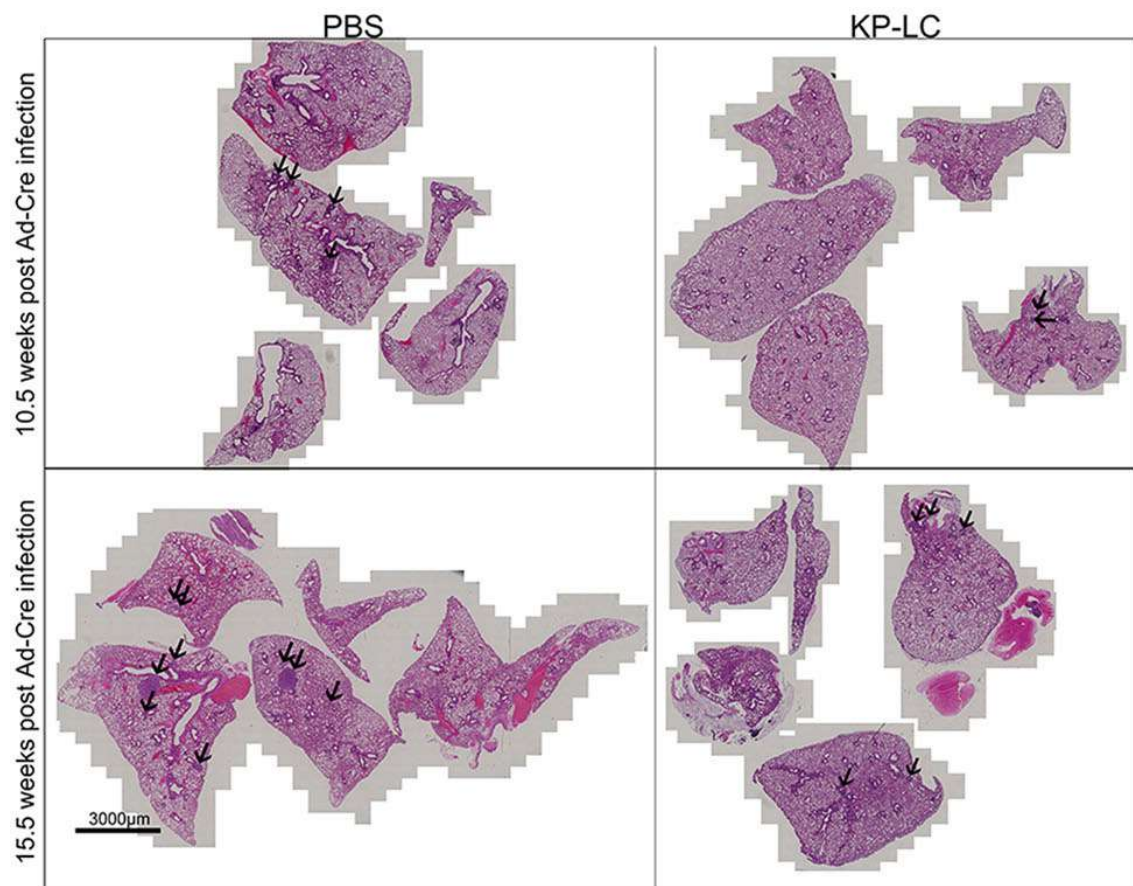 PBS
KP-LC
10.5 weeks post Ad-Cre infection
15.5 weeks post Ad-Cre infection
3000µm